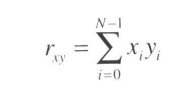 r_{xy} = \sum_{i=0}^{N-1} x_i y_i